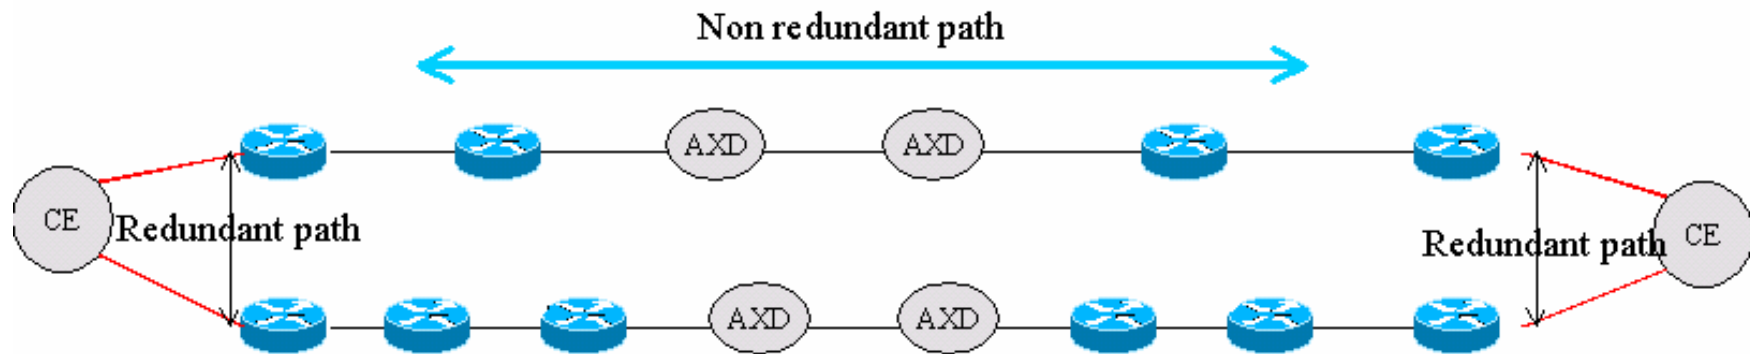 Non redundant path
AXD
AXD
CE
Redundant path
Redundant path
CE
AXD
AXD